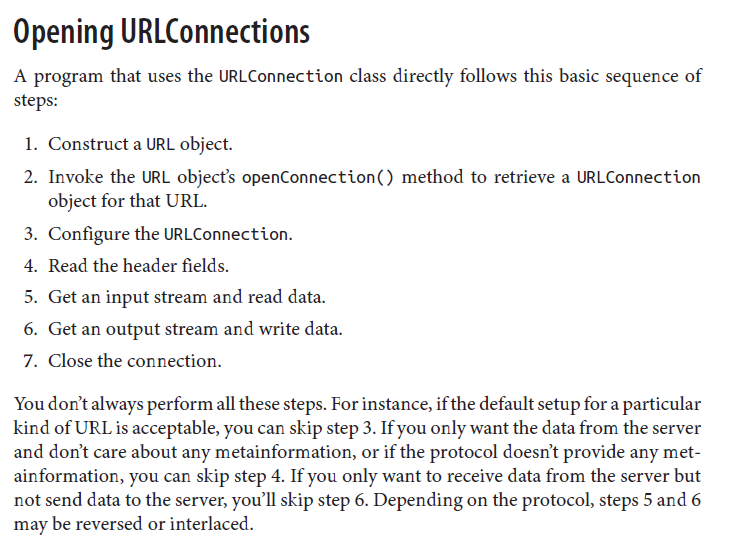 Opening URLConnections
A program that uses the URLConnection class directly follows this basic sequence of
steps:
1. Construct a URL object.
2. Invoke the URL object’s openConnection() method to retrieve a URLConnection
object for that URL.
3. Configure the URLConnection.
4. Read the header fields.
5. Get an input stream and read data.
6. Get an output stream and write data.
7. Close the connection.
You don’t always perform all these steps. For instance, if the default setup for a particular
kind of URL is acceptable, you can skip step 3. If you only want the data from the server
and don’t care about any metainformation, or if the protocol doesn’t provide any met-
ainformation, you can skip step 4. If you only want to receive data from the server but
not send data to the server, you’ll skip step 6. Depending on the protocol, steps 5 and 6
may be reversed or interlaced.